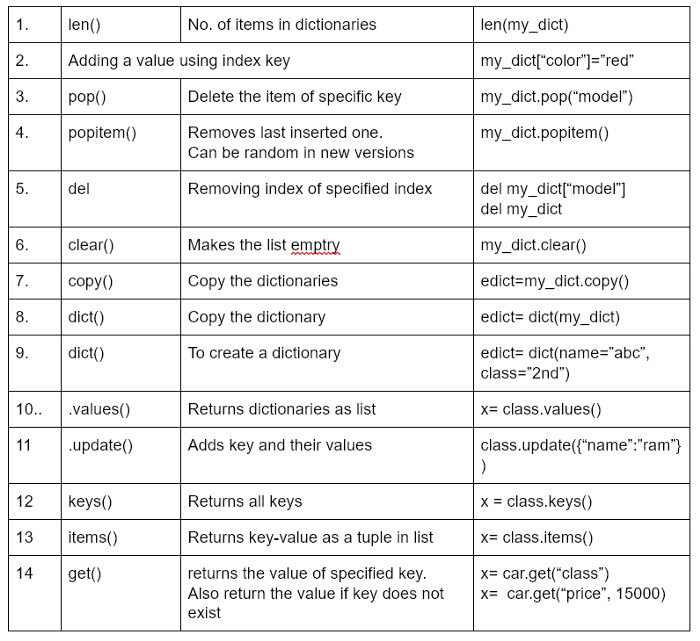 1. len() No. of items in dictionaries len(my_dict)
2. Adding a value using index key my_dict[“color”]=”red”
3. pop() Delete the item of specific key my_dict.pop(“model”)
4. popitem() Removes last inserted one. my_dict.popitem()
Can be random in new versions
5. del Removing index of specified index del my_dict[“model”]
del my_dict
6. clear() Makes the list emptry my_dict.clear()
7. copy() Copy the dictionaries edict=my_dict.copy()
8. dict() Copy the dictionary edict= dict(my_dict)
9. dict() To create a dictionary edict= dict(name=”abc”,
class=”2nd”)
10.. .values() Returns dictionaries as list x= class.values()
11 .update() Adds key and their values class.update({“name”:”ram”}
)
12 keys() Returns all keys x = class.keys()
13 items() Returns key-value as a tuple in list x= class.items()
14 get() returns the value of specified key. x= car.get(“class”)
Also return the value if key does not x= car.get(“price”, 15000)
exist